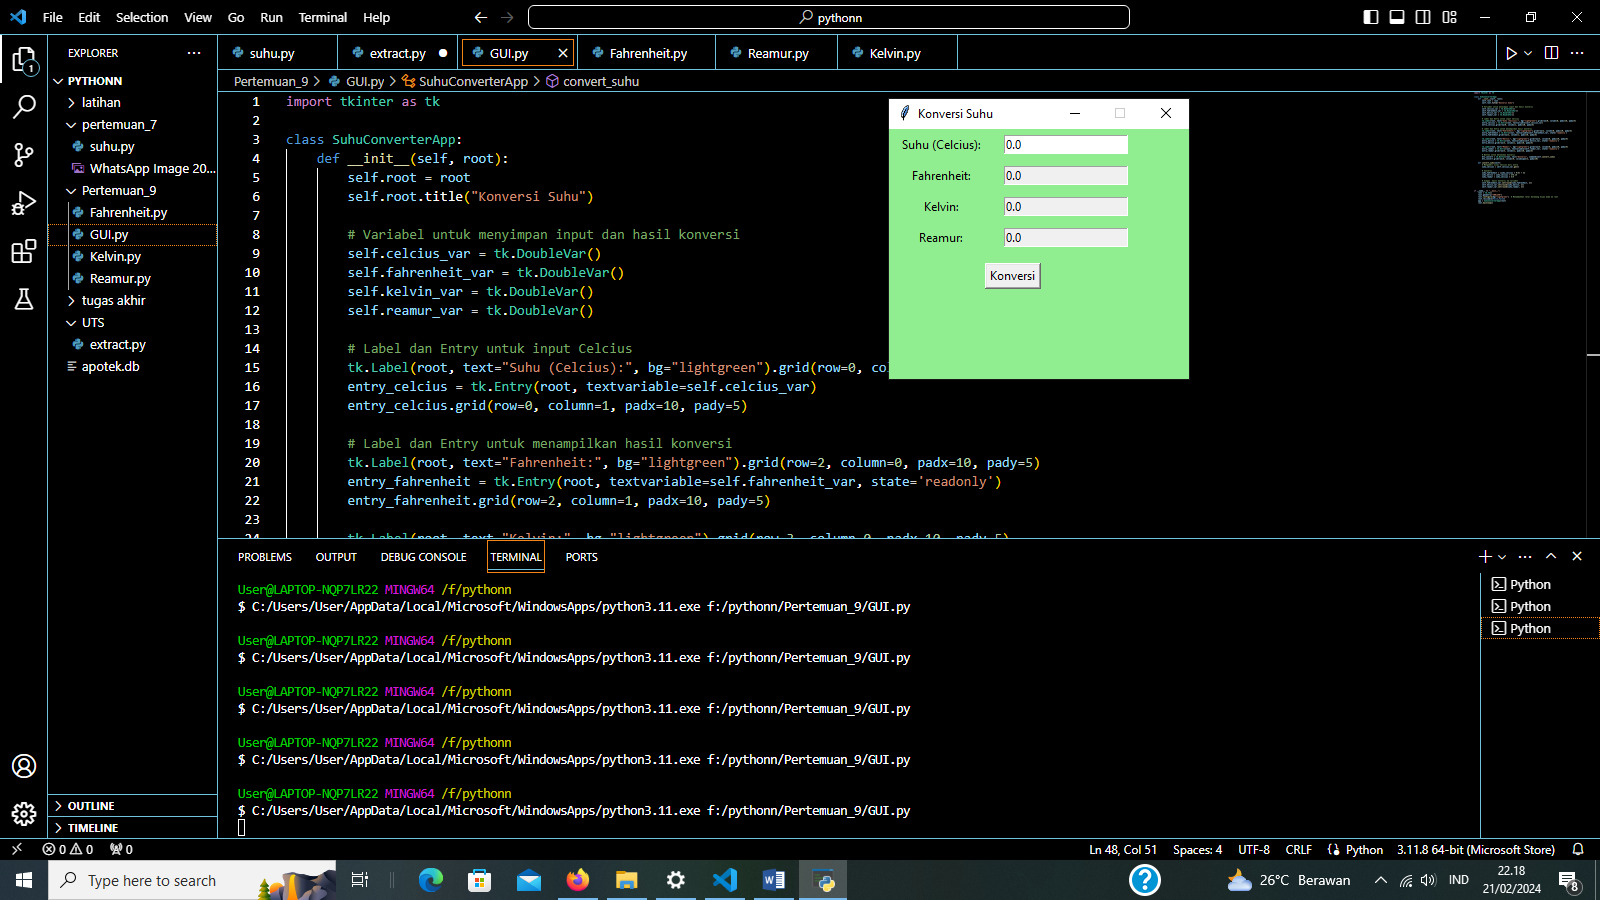 File Edit Selection View Go Run Terminal Help
pythonn
EXPLORER
PYTHONN
latihan
pertemuan_7
suhu.py
WhatsApp Image 20...
Pertemuan_9
Fahrenheit.py
GUI.py
Kelvin.py
Reamur.py
tugas akhir
UTS
extract.py
apotek.db
OUTLINE
TIMELINE
1
suhu.py extract.py GUI.py Fahrenheit.py Reamur.py Kelvin.py
Pertemuan_9 > GUI.py > SuhuConverterApp > convert_suhu
1 import tkinter as tk
2
3 class SuhuConverterApp:
4 def __init__(self, root):
5 self.root = root
6 self.root.title("Konversi Suhu")
7
8 # Variabel untuk menyimpan input dan hasil konversi
9 self.celcius_var = tk.DoubleVar()
10 self.fahrenheit_var = tk.DoubleVar()
11 self.kelvin_var = tk.DoubleVar()
12 self.reamur_var = tk.DoubleVar()
13
14 # Label dan Entry untuk input Celcius
15 tk.Label(root, text="Suhu (Celcius):", bg="lightgreen").grid(row=0, co
16 entry_celcius = tk.Entry(root, textvariable=self.celcius_var)
17 entry_celcius.grid(row=0, column=1, padx=10, pady=5)
18
19 # Label dan Entry untuk menampilkan hasil konversi
20 tk.Label(root, text="Fahrenheit:", bg="lightgreen").grid(row=2, column=0, padx=10, pady=5)
21 entry_fahrenheit = tk.Entry(root, textvariable=self.fahrenheit_var, state='readonly')
22 entry_fahrenheit.grid(row=2, column=1, padx=10, pady=5)
23
24 tk.Label(root, text="Kelvin:", bg="lightgreen").grid(row=3, column=0, padx=10, pady=5)
Konversi Suhu
Suhu (Celcius): 0.0
Fahrenheit: 0.0
Kelvin: 0.0
Reamur: 0.0
Konversi
PROBLEMS OUTPUT DEBUG CONSOLE TERMINAL PORTS
User@LAPTOP-NQP7LR22 MINGW64 /f/pythonn
$ C:/Users/User/AppData/Local/Microsoft/WindowsApps/python3.11.exe f:/pythonn/Pertemuan_9/GUI.py
User@LAPTOP-NQP7LR22 MINGW64 /f/pythonn
$ C:/Users/User/AppData/Local/Microsoft/WindowsApps/python3.11.exe f:/pythonn/Pertemuan_9/GUI.py
User@LAPTOP-NQP7LR22 MINGW64 /f/pythonn
$ C:/Users/User/AppData/Local/Microsoft/WindowsApps/python3.11.exe f:/pythonn/Pertemuan_9/GUI.py
User@LAPTOP-NQP7LR22 MINGW64 /f/pythonn
$ C:/Users/User/AppData/Local/Microsoft/WindowsApps/python3.11.exe f:/pythonn/Pertemuan_9/GUI.py
User@LAPTOP-NQP7LR22 MINGW64 /f/pythonn
$ C:/Users/User/AppData/Local/Microsoft/WindowsApps/python3.11.exe f:/pythonn/Pertemuan_9/GUI.py
Python
Python
Python
0 0 0 Ln 48, Col 51 Spaces: 4 UTF-8 CRLF Python 3.11.8 64-bit (Microsoft Store)
Type here to search 26°C Berawan IND 22.18
21/02/2024 8